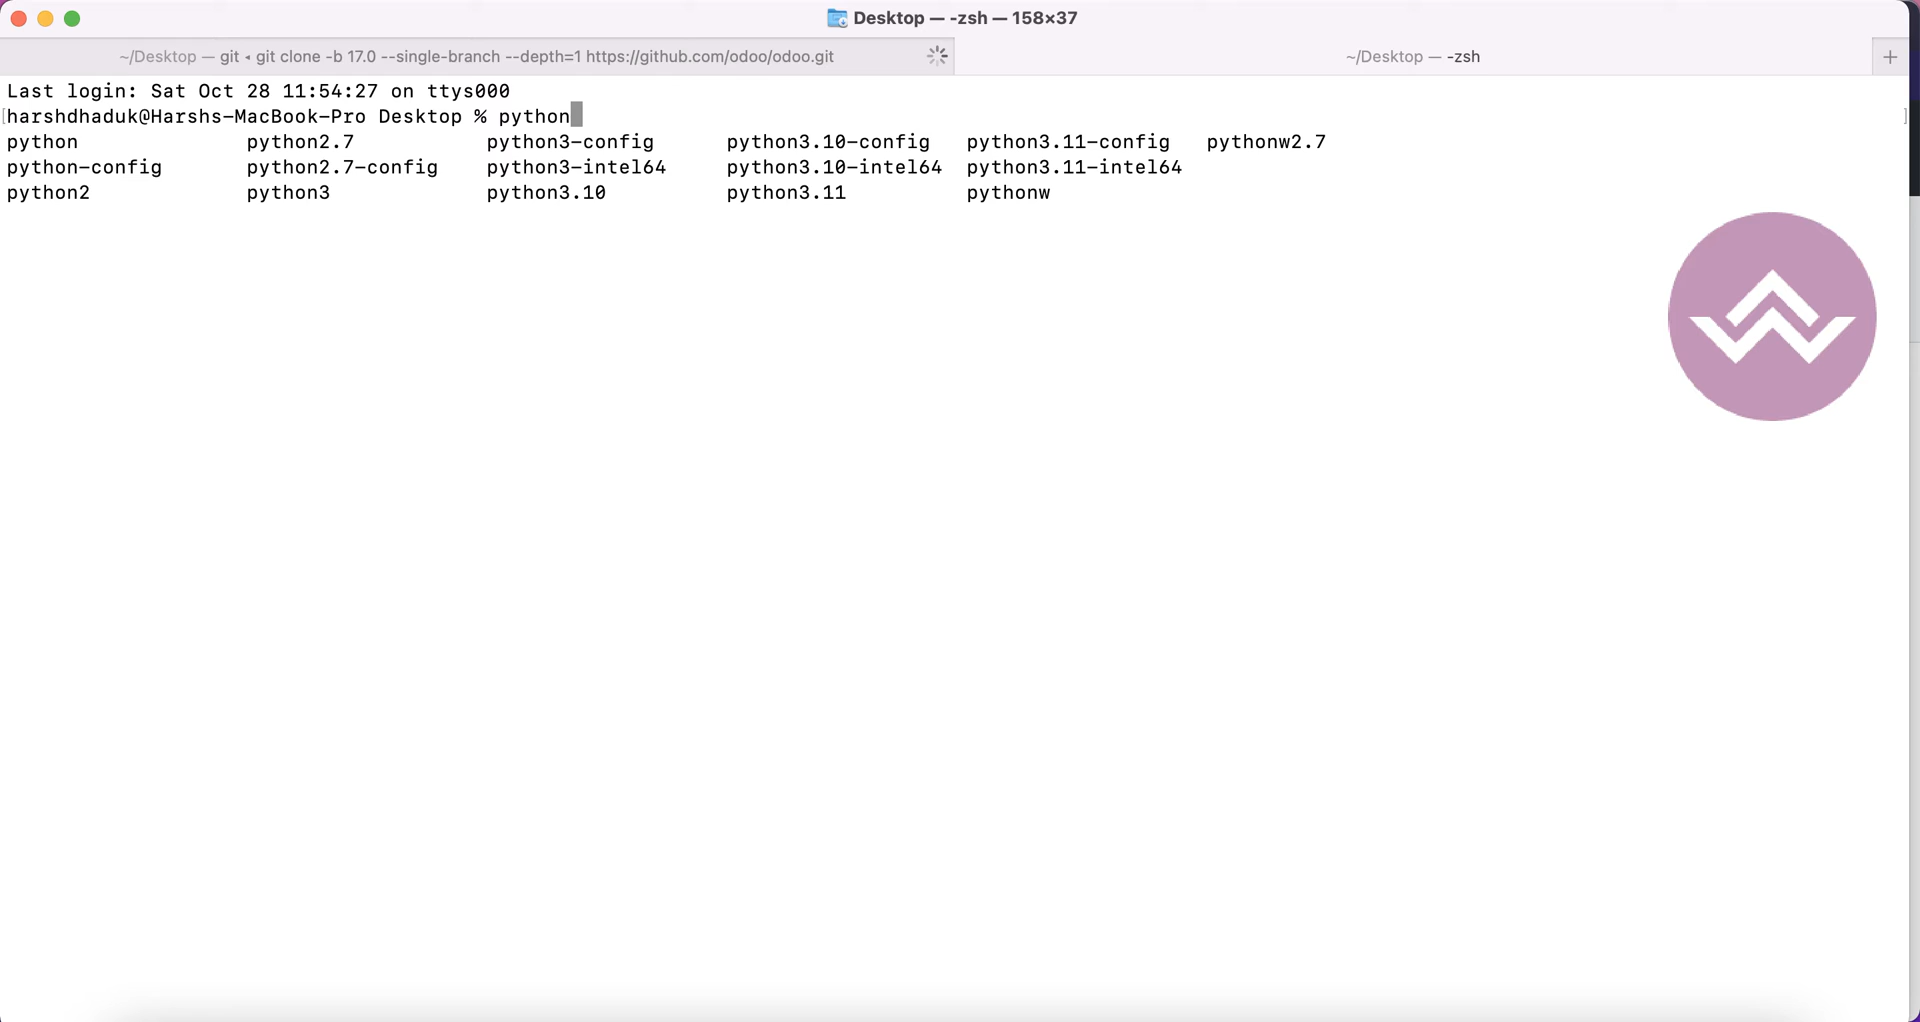 Desktop — -zsh — 158×37
~/Desktop — git ◂ git clone -b 17.0 --single-branch --depth=1 https://github.com/odoo/odoo.git ~/Desktop — -zsh +
Last login: Sat Oct 28 11:54:27 on ttys000
[harshdhaduk@Harshs-MacBook-Pro Desktop % python ]
python python2.7 python3-config python3.10-config python3.11-config pythonw2.7
python-config python2.7-config python3-intel64 python3.10-intel64 python3.11-intel64
python2 python3 python3.10 python3.11 pythonw